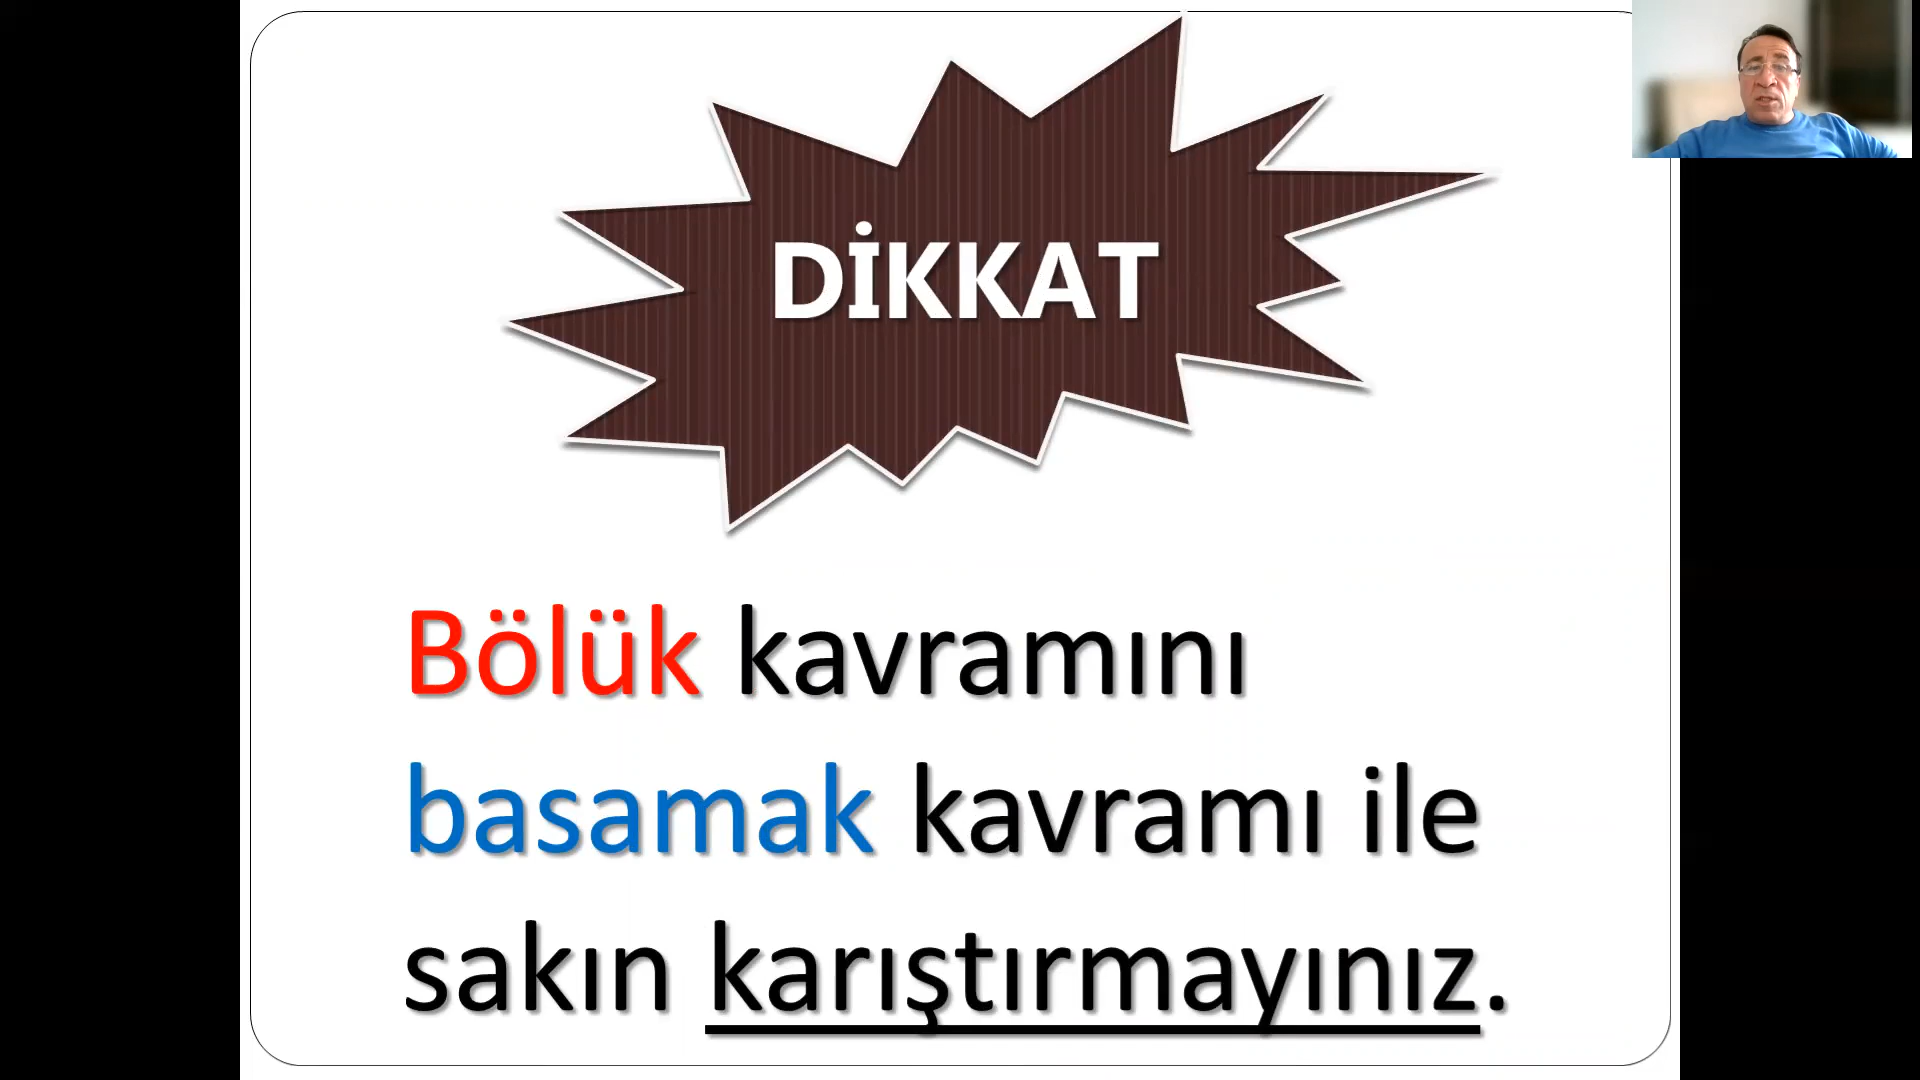 DİKKAT
Bölük kavramını
basamak kavramı ile
sakın karıştırmayınız.